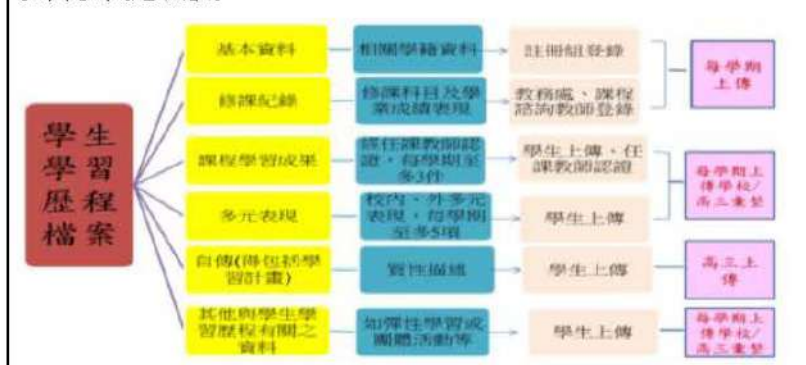 學生
學習
歷程
檔案
基本資料
相關學籍資料
註冊組登錄
每學期
上傳
修課紀錄
修課科目及學
業成績表現
教務處、課程
諮詢教師登錄
課程學習成果
經任課教師認
證,每學期至
多3件
學生上傳、任
課教師認證
每學期上
傳學校/
高三彙整
多元表現
校內、外多元
表現,每學期
至多5項
學生上傳
自傳(得包括學
習計畫)
質性描述
學生上傳
高三上
傳
其他與學生學
習歷程有關之
資料
如彈性學習或
團體活動等
學生上傳
每學期上
傳學校/
高三彙整